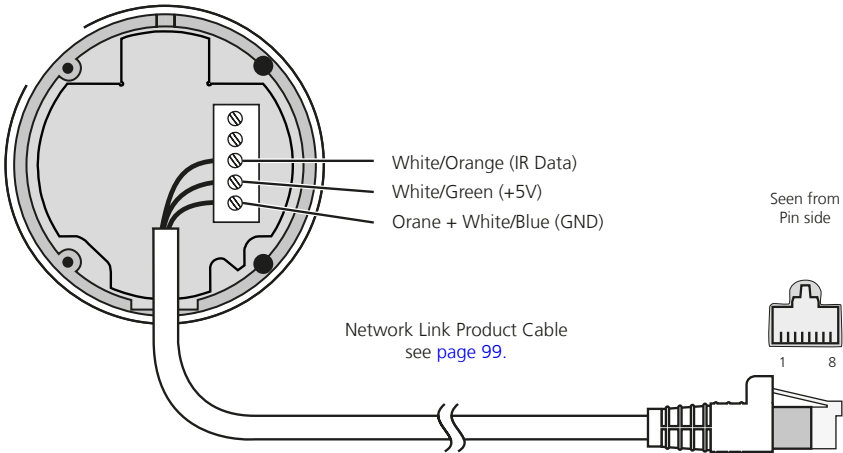 White/Orange (IR Data)
White/Green (+5V)
Orane + White/Blue (GND)
Seen from
Pin side
Network Link Product Cable
see page 99.
1 8